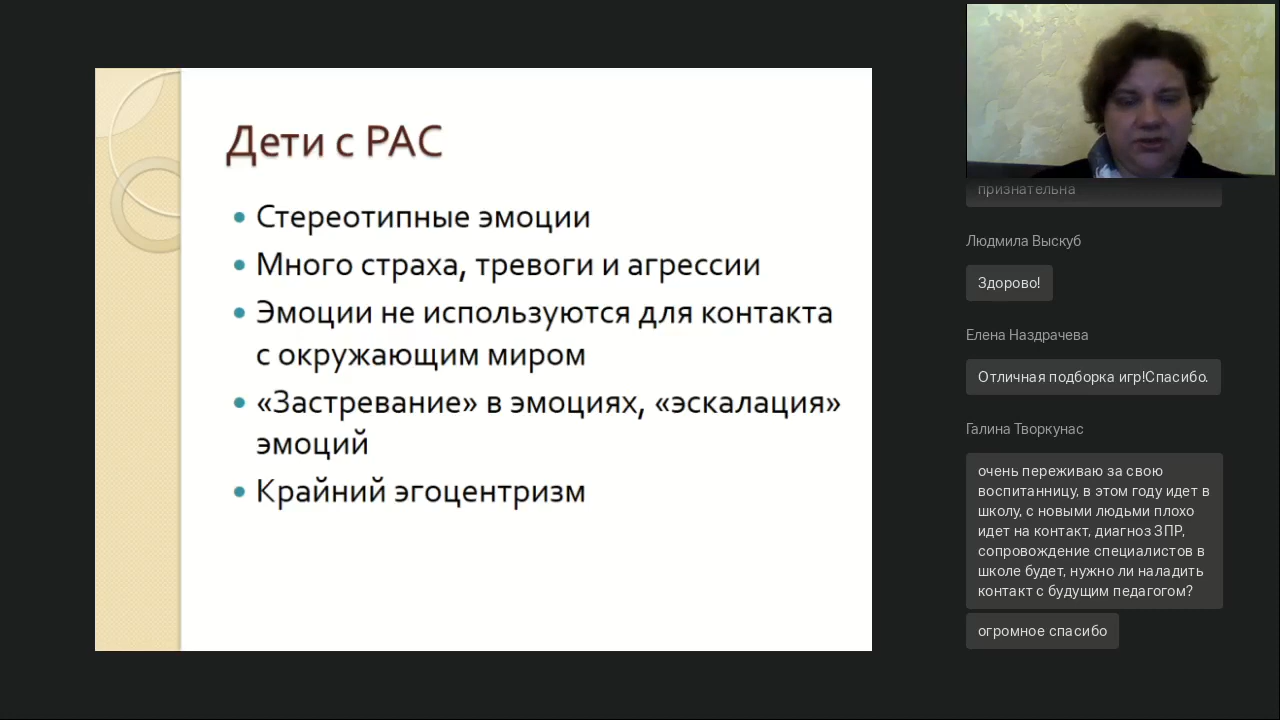 Дети с РАС
Стереотипные эмоции
Много страха, тревоги и агрессии
Эмоции не используются для контакта
с окружающим миром
«Застревание» в эмоциях, «эскалация»
эмоций
Крайний эгоцентризм
признательна
Людмила Выскуб
Здорово!
Елена Наздрачева
Отличная подборка игр!Спасибо.
Галина Творкунас
очень переживаю за свою
воспитанницу, в этом году идет в
школу, с новыми людьми плохо
идет на контакт, диагноз ЗПР,
сопровождение специалистов в
школе будет, нужно ли наладить
контакт с будущим педагогом?
огромное спасибо